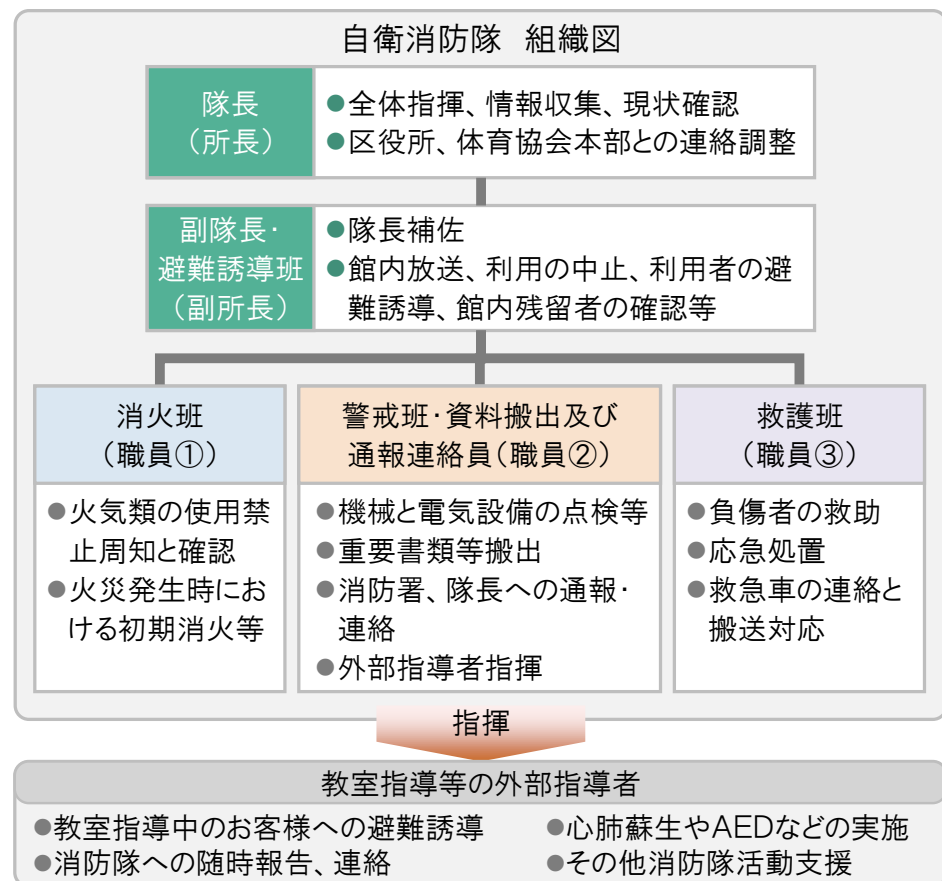 自衛消防隊 組織図
隊長
（所長）
●全体指揮、情報収集、現状確認
●区役所、体育協会本部との連絡調整
副隊長・
避難誘導班
（副所長）
●隊長補佐
●館内放送、利用の中止、利用者の避
難誘導、館内残留者の確認等
消火班
（職員①）
●火気類の使用禁
止周知と確認
●火災発生時にお
ける初期消火等
警戒班・資料搬出及び
通報連絡員（職員②）
●機械と電気設備の点検等
●重要書類等搬出
●消防署、隊長への通報・
連絡
●外部指導者指揮
救護班
（職員③）
●負傷者の救助
●応急処置
●救急車の連絡と
搬送対応
指揮
教室指導等の外部指導者
●教室指導中のお客様への避難誘導
●消防隊への随時報告、連絡
●心肺蘇生やAEDなどの実施
●その他消防隊活動支援